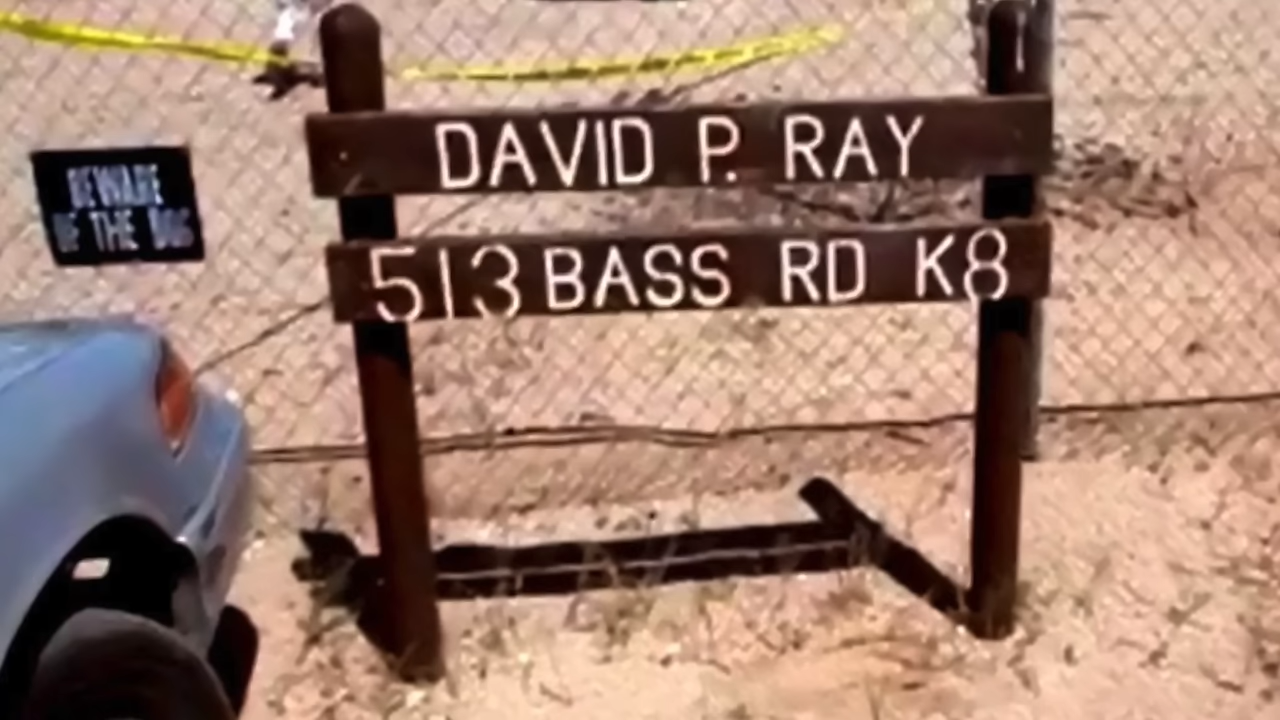 DAVID P. RAY
513 BASS RD K8
BEWARE
OF THE DOG